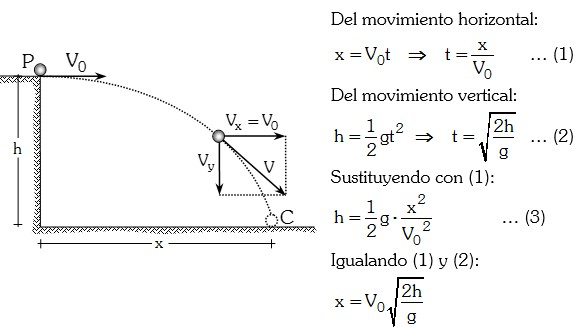 P V₀
h
Vₓ = V₀
V_y V
C
x
Del movimiento horizontal:
x = V₀t ⇒ t = x/V₀ ... (1)
Del movimiento vertical:
h = 1/2 gt² ⇒ t = √(2h/g) ... (2)
Sustituyendo con (1):
h = 1/2 g · x²/V₀² ... (3)
Igualando (1) y (2):
x = V₀√(2h/g)